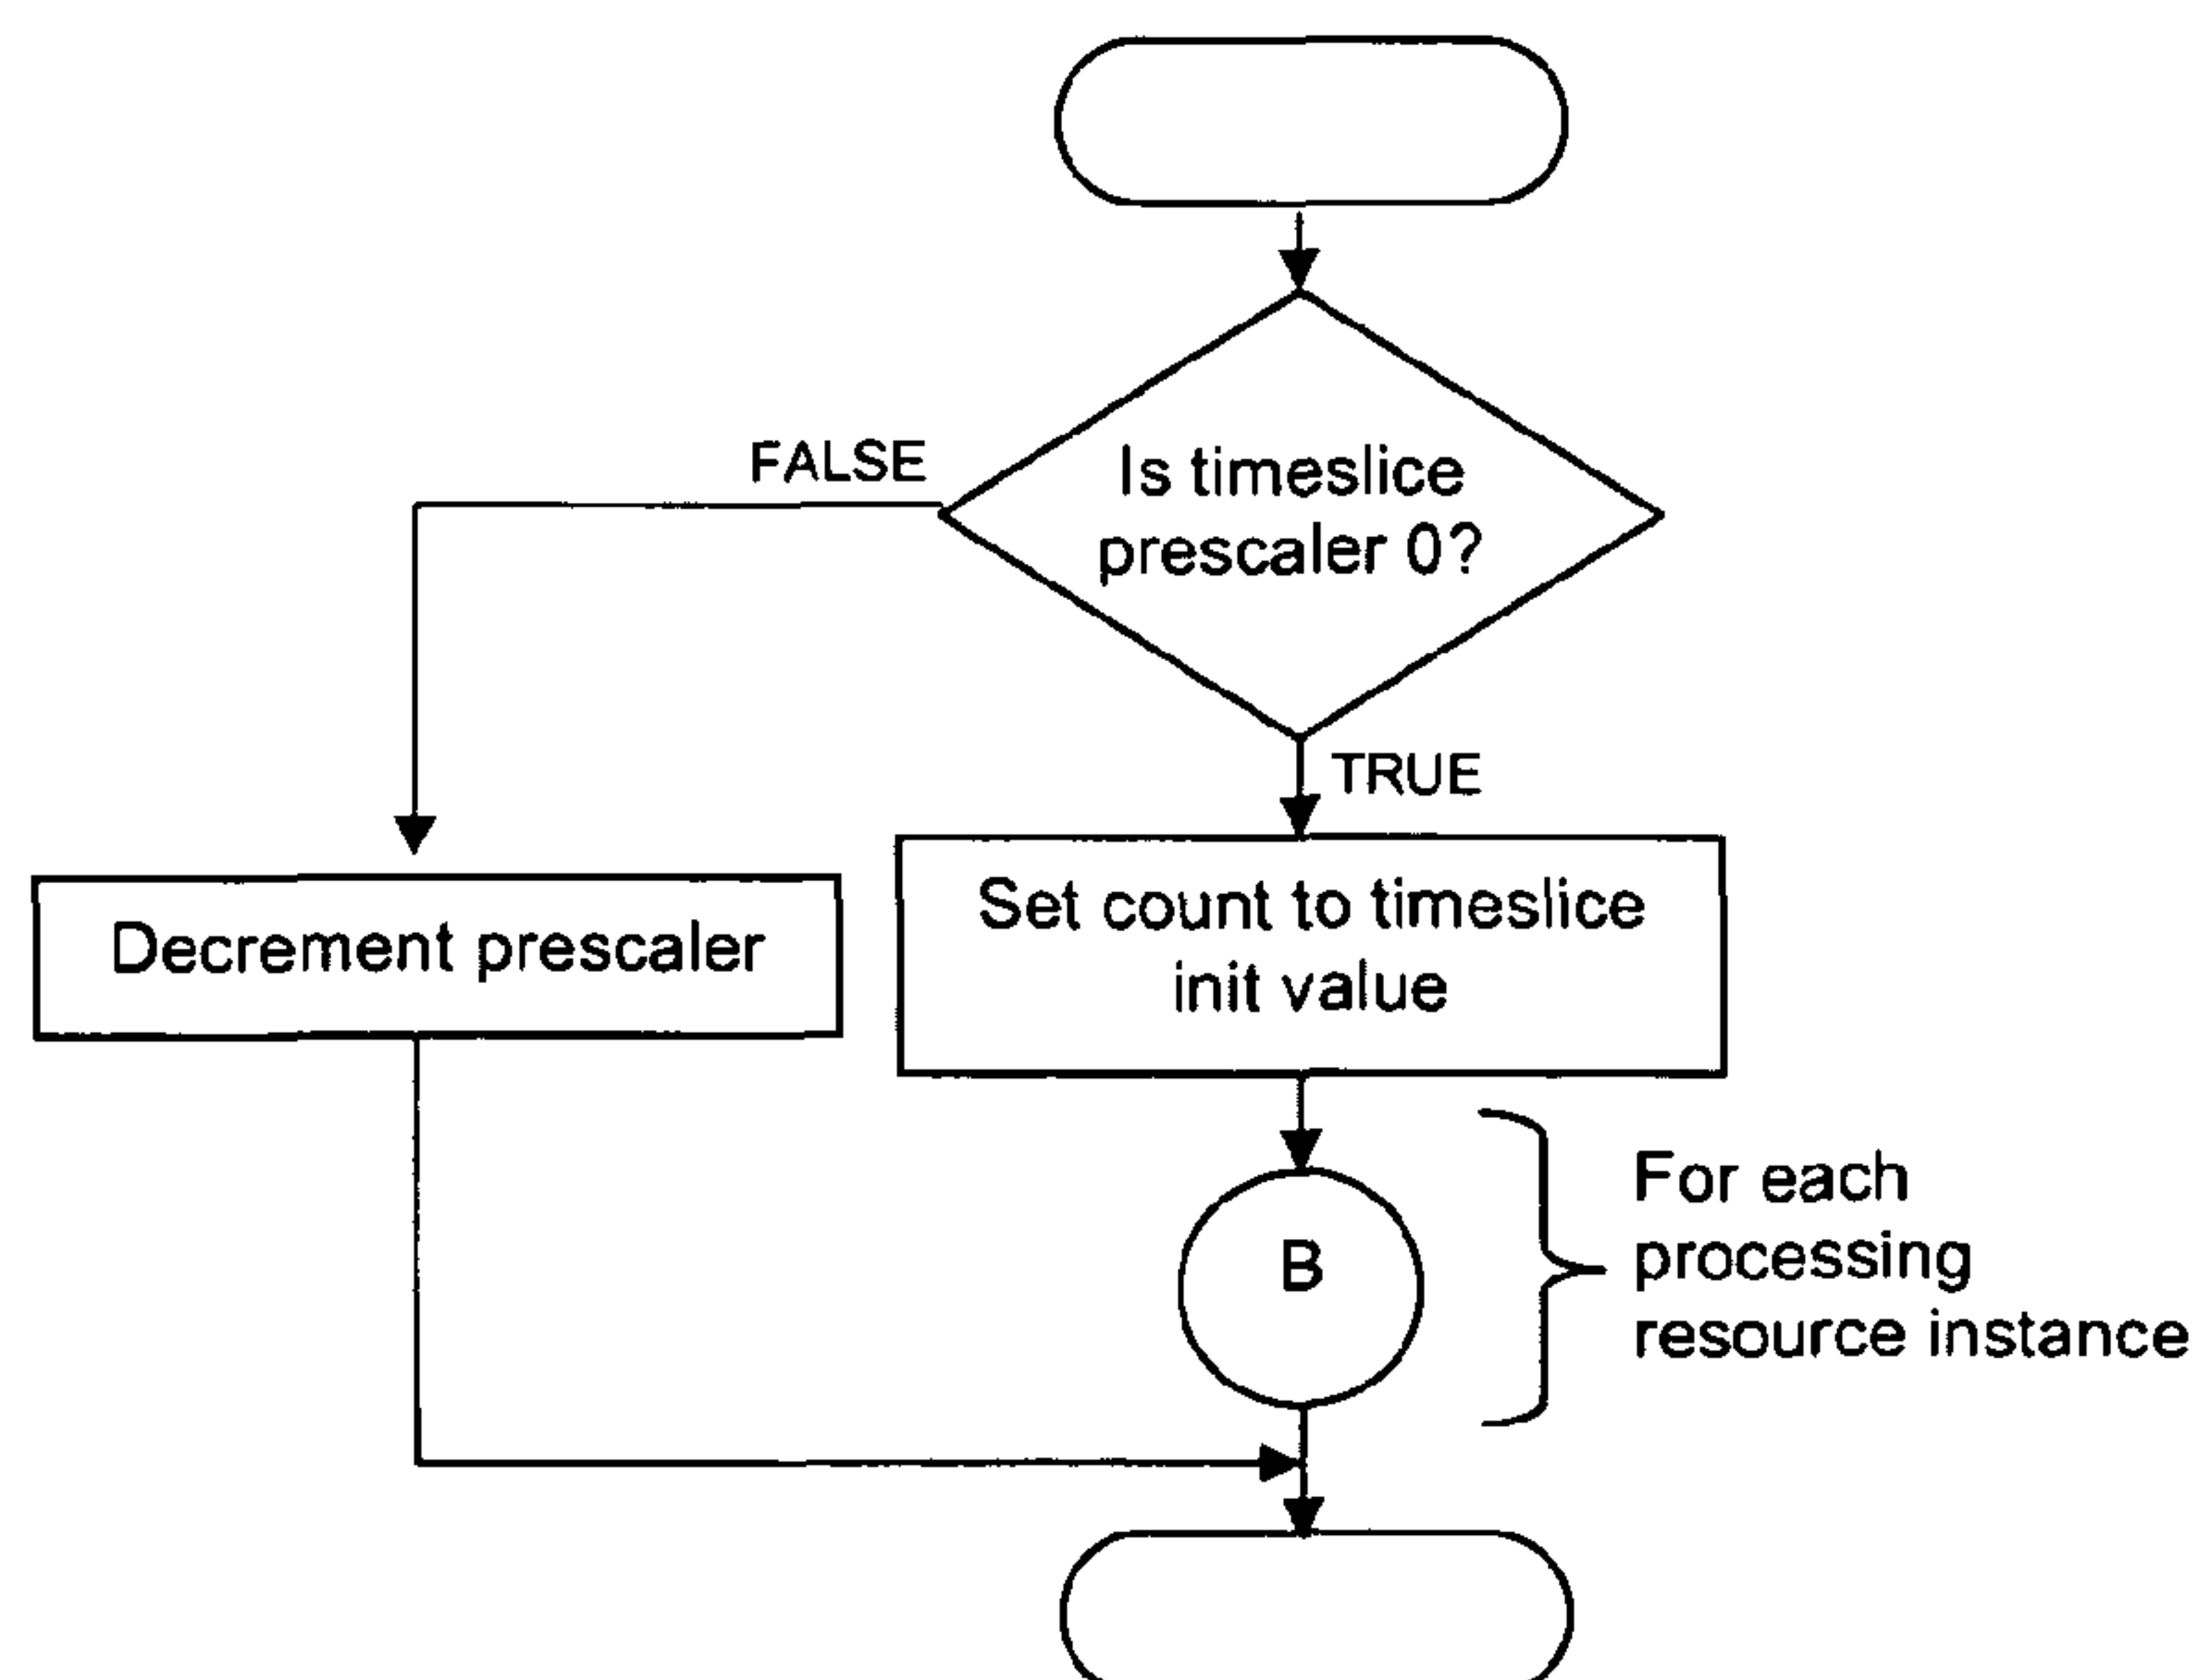 Is timeslice
prescaler 0?
FALSE
TRUE
Decrement prescaler
Set count to timeslice
init value
B
For each
processing
resource instance